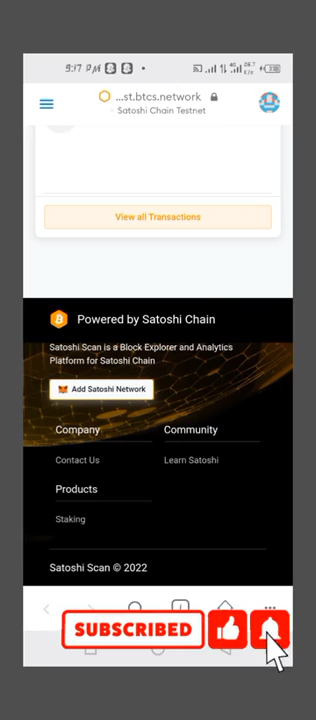 9:17 PM
...st.btcs.network
Satoshi Chain Testnet
View all Transactions
Powered by Satoshi Chain
Satoshi Scan is a Block Explorer and Analytics
Platform for Satoshi Chain
Add Satoshi Network
Company
Community
Contact Us
Learn Satoshi
Products
Staking
Satoshi Scan © 2022
SUBSCRIBED